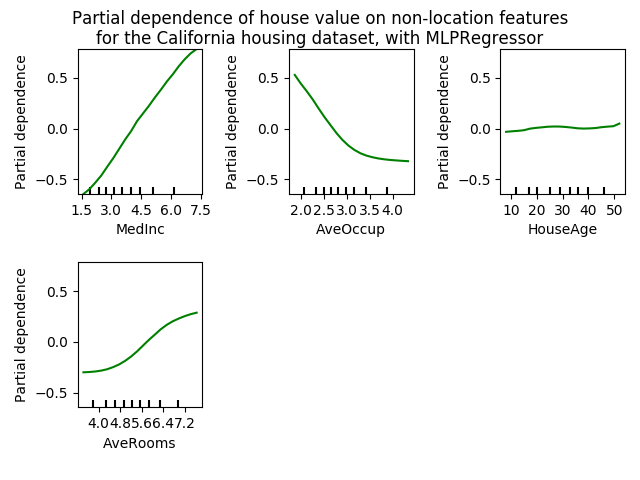 Partial dependence of house value on non-location features
for the California housing dataset, with MLPRegressor
Partial dependence
0.5
0.0
−0.5
1.5 3.0 4.5 6.0 7.5
MedInc
Partial dependence
0.5
0.0
−0.5
2.0 2.5 3.0 3.5 4.0
AveOccup
Partial dependence
0.5
0.0
−0.5
10 20 30 40 50
HouseAge
Partial dependence
0.5
0.0
−0.5
4.0 4.8 5.6 6.4 7.2
AveRooms